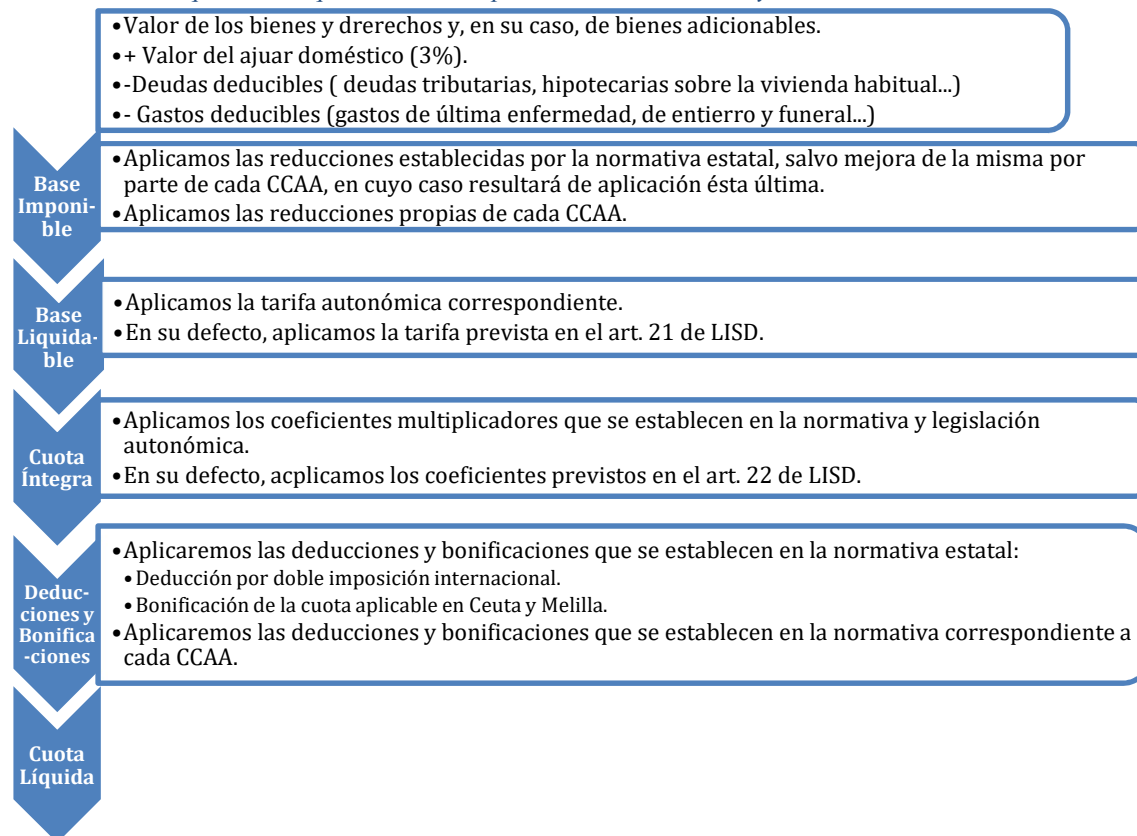 •Valor de los bienes y drerechos y, en su caso, de bienes adicionables.
•+ Valor del ajuar doméstico (3%).
•-Deudas deducibles ( deudas tributarias, hipotecarias sobre la vivienda habitual...)
•- Gastos deducibles (gastos de última enfermedad, de entierro y funeral...)
Base
Imponi-
ble
•Aplicamos las reducciones establecidas por la normativa estatal, salvo mejora de la misma por
parte de cada CCAA, en cuyo caso resultará de aplicación ésta última.
•Aplicamos las reducciones propias de cada CCAA.
Base
Liquida-
ble
•Aplicamos la tarifa autonómica correspondiente.
•En su defecto, aplicamos la tarifa prevista en el art. 21 de LISD.
Cuota
Íntegra
•Aplicamos los coeficientes multiplicadores que se establecen en la normativa y legislación
autonómica.
•En su defecto, acplicamos los coeficientes previstos en el art. 22 de LISD.
Deduc-
ciones y
Bonifica
-ciones
•Aplicaremos las deducciones y bonificaciones que se establecen en la normativa estatal:
•Deducción por doble imposición internacional.
•Bonificación de la cuota aplicable en Ceuta y Melilla.
•Aplicaremos las deducciones y bonificaciones que se establecen en la normativa correspondiente a
cada CCAA.
Cuota
Líquida